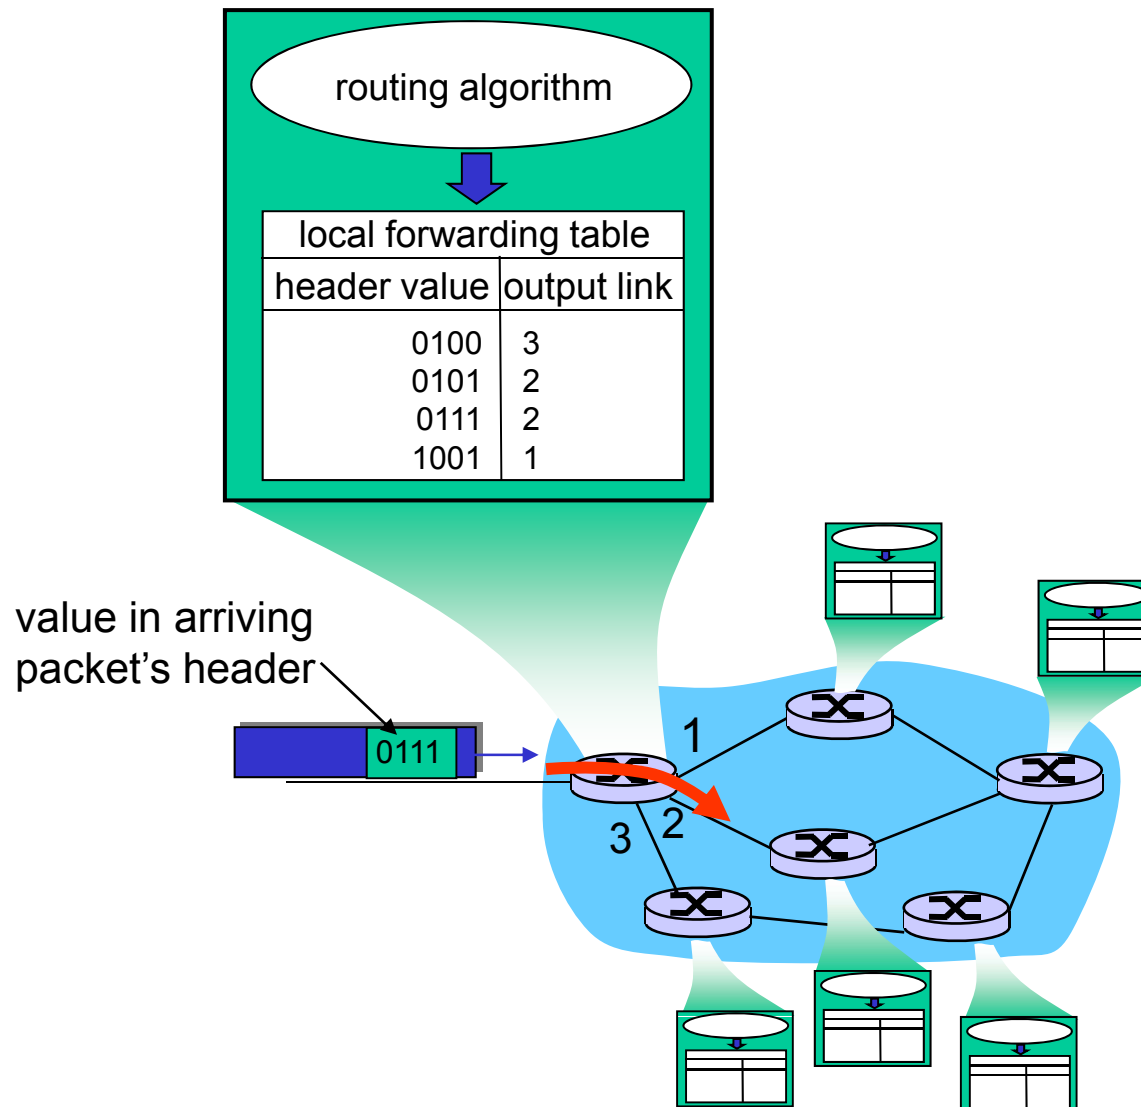 routing algorithm
local forwarding table
header value output link
0100 3
0101 2
0111 2
1001 1
value in arriving
packet's header
0111
1
2
3